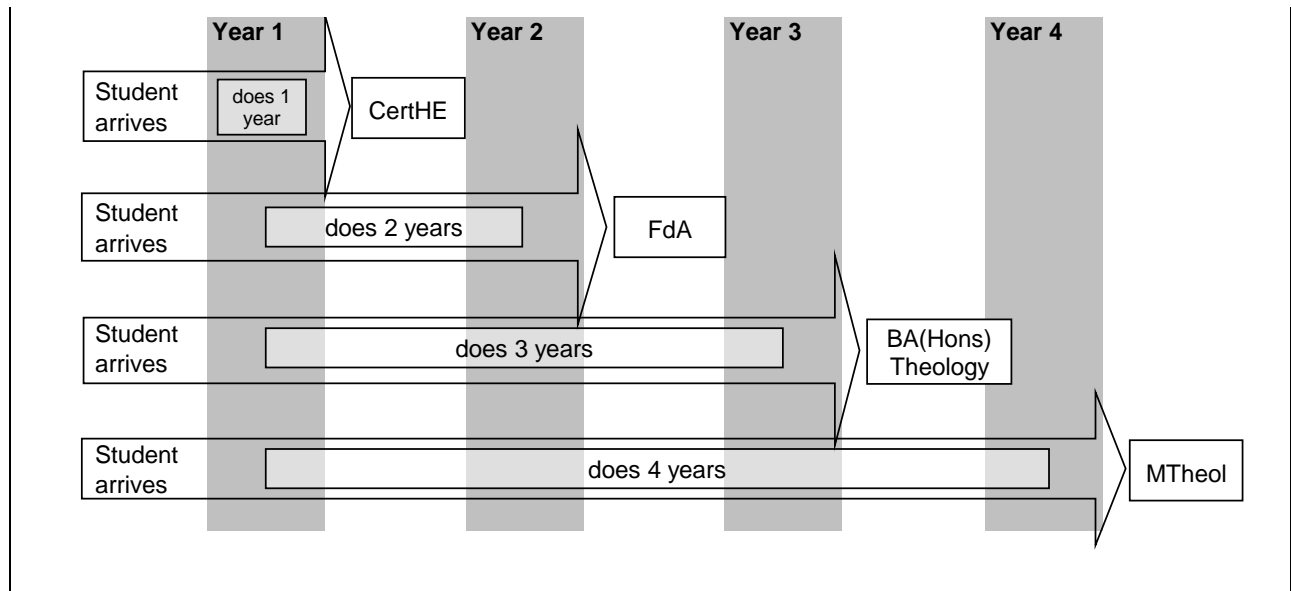 Year 1 Year 2 Year 3 Year 4
Student
arrives
does 1
year
CertHE
Student
arrives
does 2 years
FdA
Student
arrives
does 3 years
BA(Hons)
Theology
Student
arrives
does 4 years
MTheol